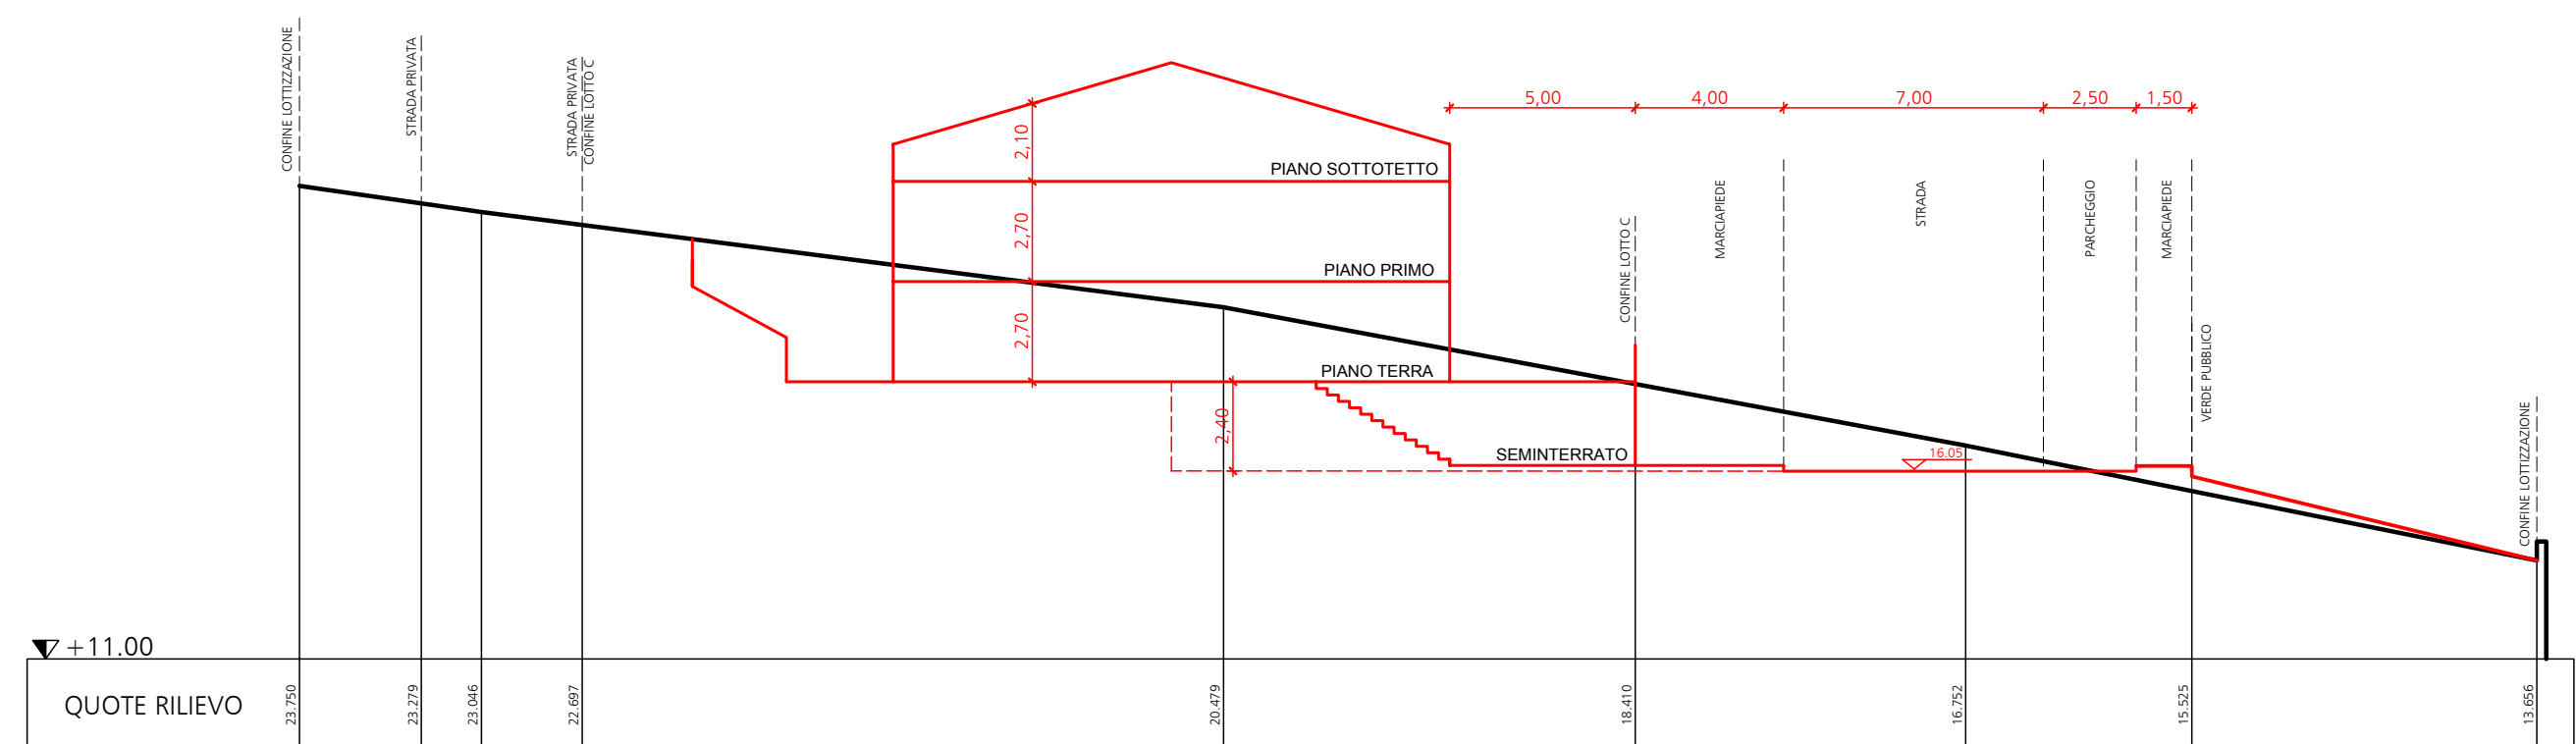 CONFINE LOTTIZZAZIONE
STRADA PRIVATA
STRADA PRIVATA
CONFINE LOTTO C
2,10
2,70
2,70
2,40
PIANO SOTTOTETTO
PIANO PRIMO
PIANO TERRA
SEMINTERRATO
5,00
4,00
7,00
2,50
1,50
CONFINE LOTTO C
MARCIAPIEDE
STRADA
PARCHEGGIO
MARCIAPIEDE
VERDE PUBBLICO
16.05
CONFINE LOTTIZZAZIONE
+11.00
QUOTE RILIEVO
23.750
23.279
23.046
22.697
20.479
18.410
16.752
15.525
13.656